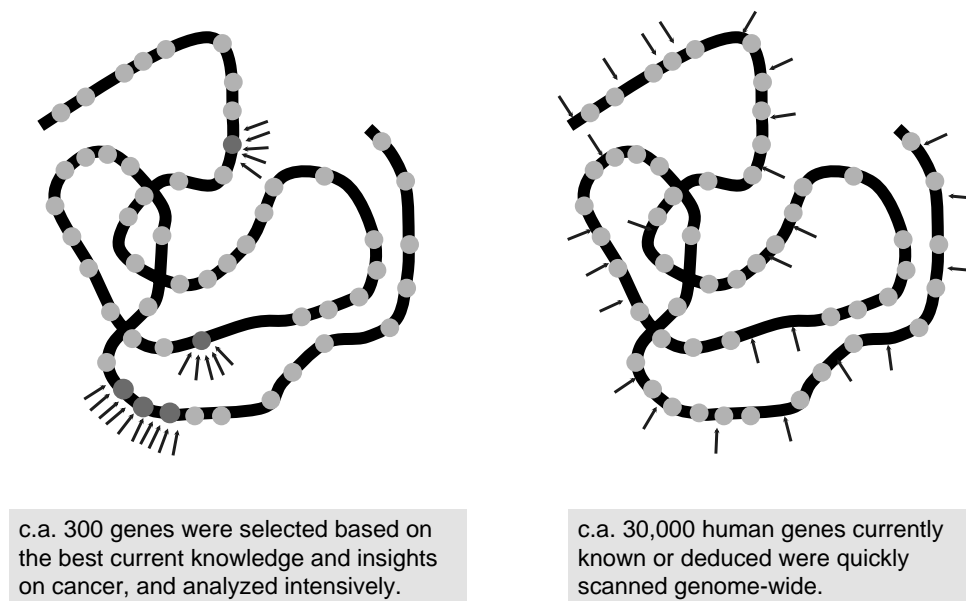 c.a. 300 genes were selected based on
the best current knowledge and insights
on cancer, and analyzed intensively.
c.a. 30,000 human genes currently
known or deduced were quickly
scanned genome-wide.